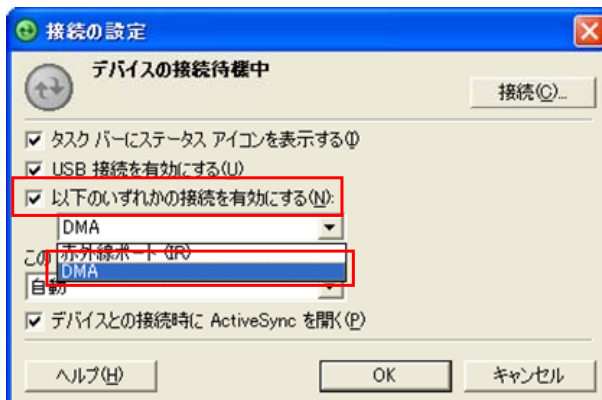 接続の設定
デバイスの接続待機中
接続(C)...
タスク バーにステータス アイコンを表示する(I)
USB 接続を有効にする(U)
以下のいずれかの接続を有効にする(N):
DMA
赤外線ポート (IR)
この
DMA
自動
デバイスとの接続時に ActiveSync を開く(P)
ヘルプ(H)
OK
キャンセル